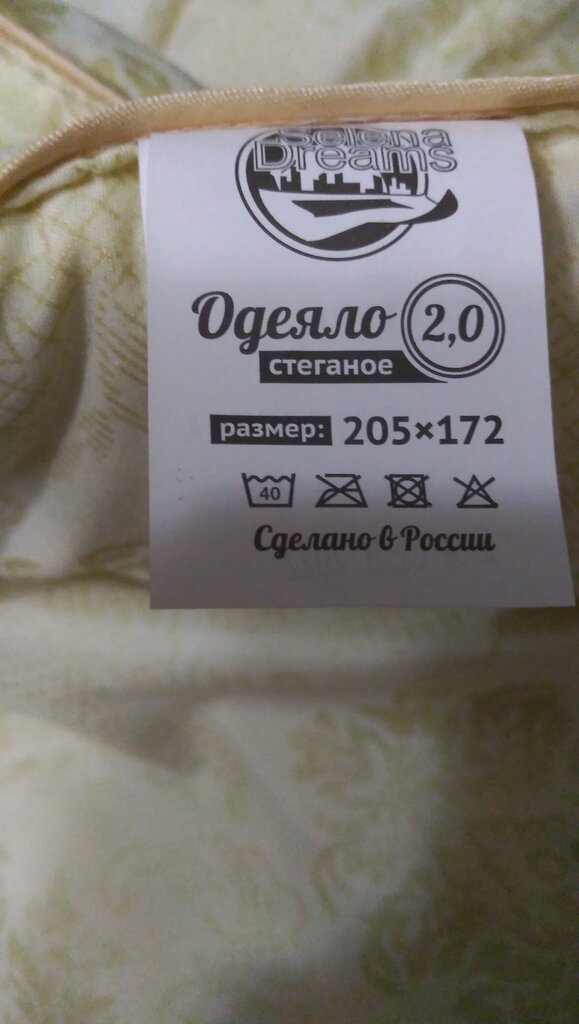 Selena
Dreams
Одеяло 2,0
стеганое
размер: 205×172
40
Сделано в России